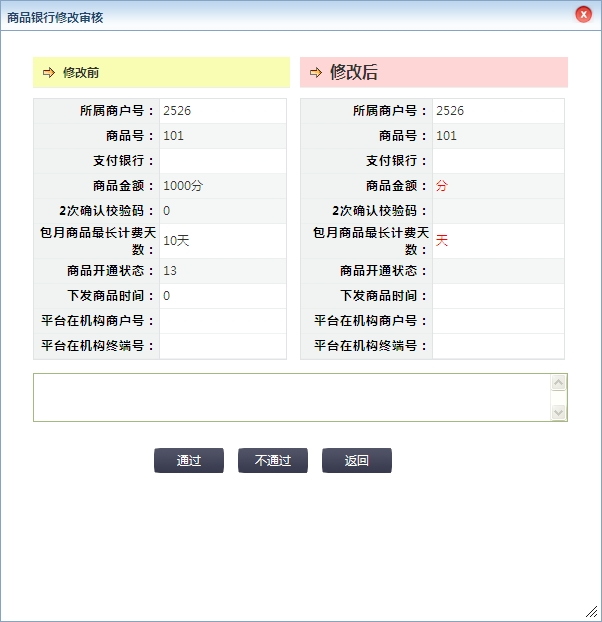 商品银行修改审核
修改前
所属商户号： 2526
商品号： 101
支付银行：
商品金额： 1000分
2次确认校验码： 0
包月商品最长计费天
数： 10天
商品开通状态： 13
下发商品时间： 0
平台在机构商户号：
平台在机构终端号：
修改后
所属商户号： 2526
商品号： 101
支付银行：
商品金额： 分
2次确认校验码：
包月商品最长计费天
数： 天
商品开通状态：
下发商品时间：
平台在机构商户号：
平台在机构终端号：
通过 不通过 返回